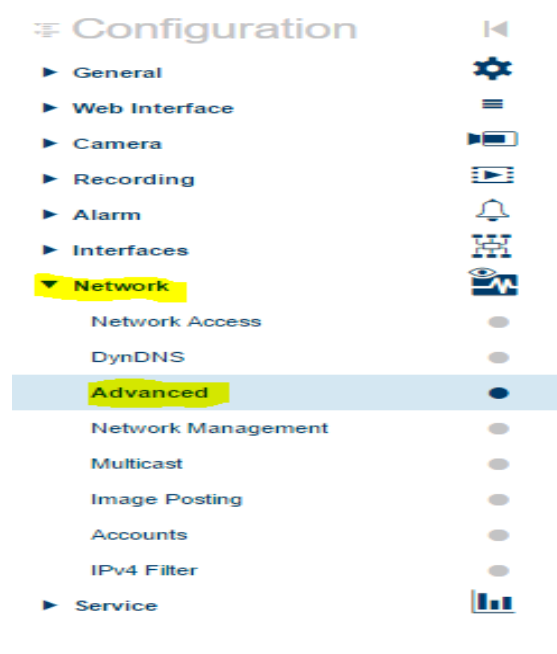 Configuration
General
Web Interface
Camera
Recording
Alarm
Interfaces
Network
Network Access
DynDNS
Advanced
Network Management
Multicast
Image Posting
Accounts
IPv4 Filter
Service